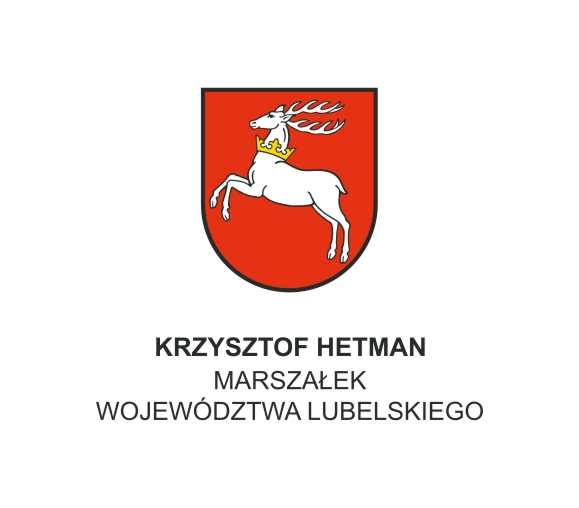 KRZYSZTOF HETMAN
MARSZAŁEK
WOJEWÓDZTWA LUBELSKIEGO